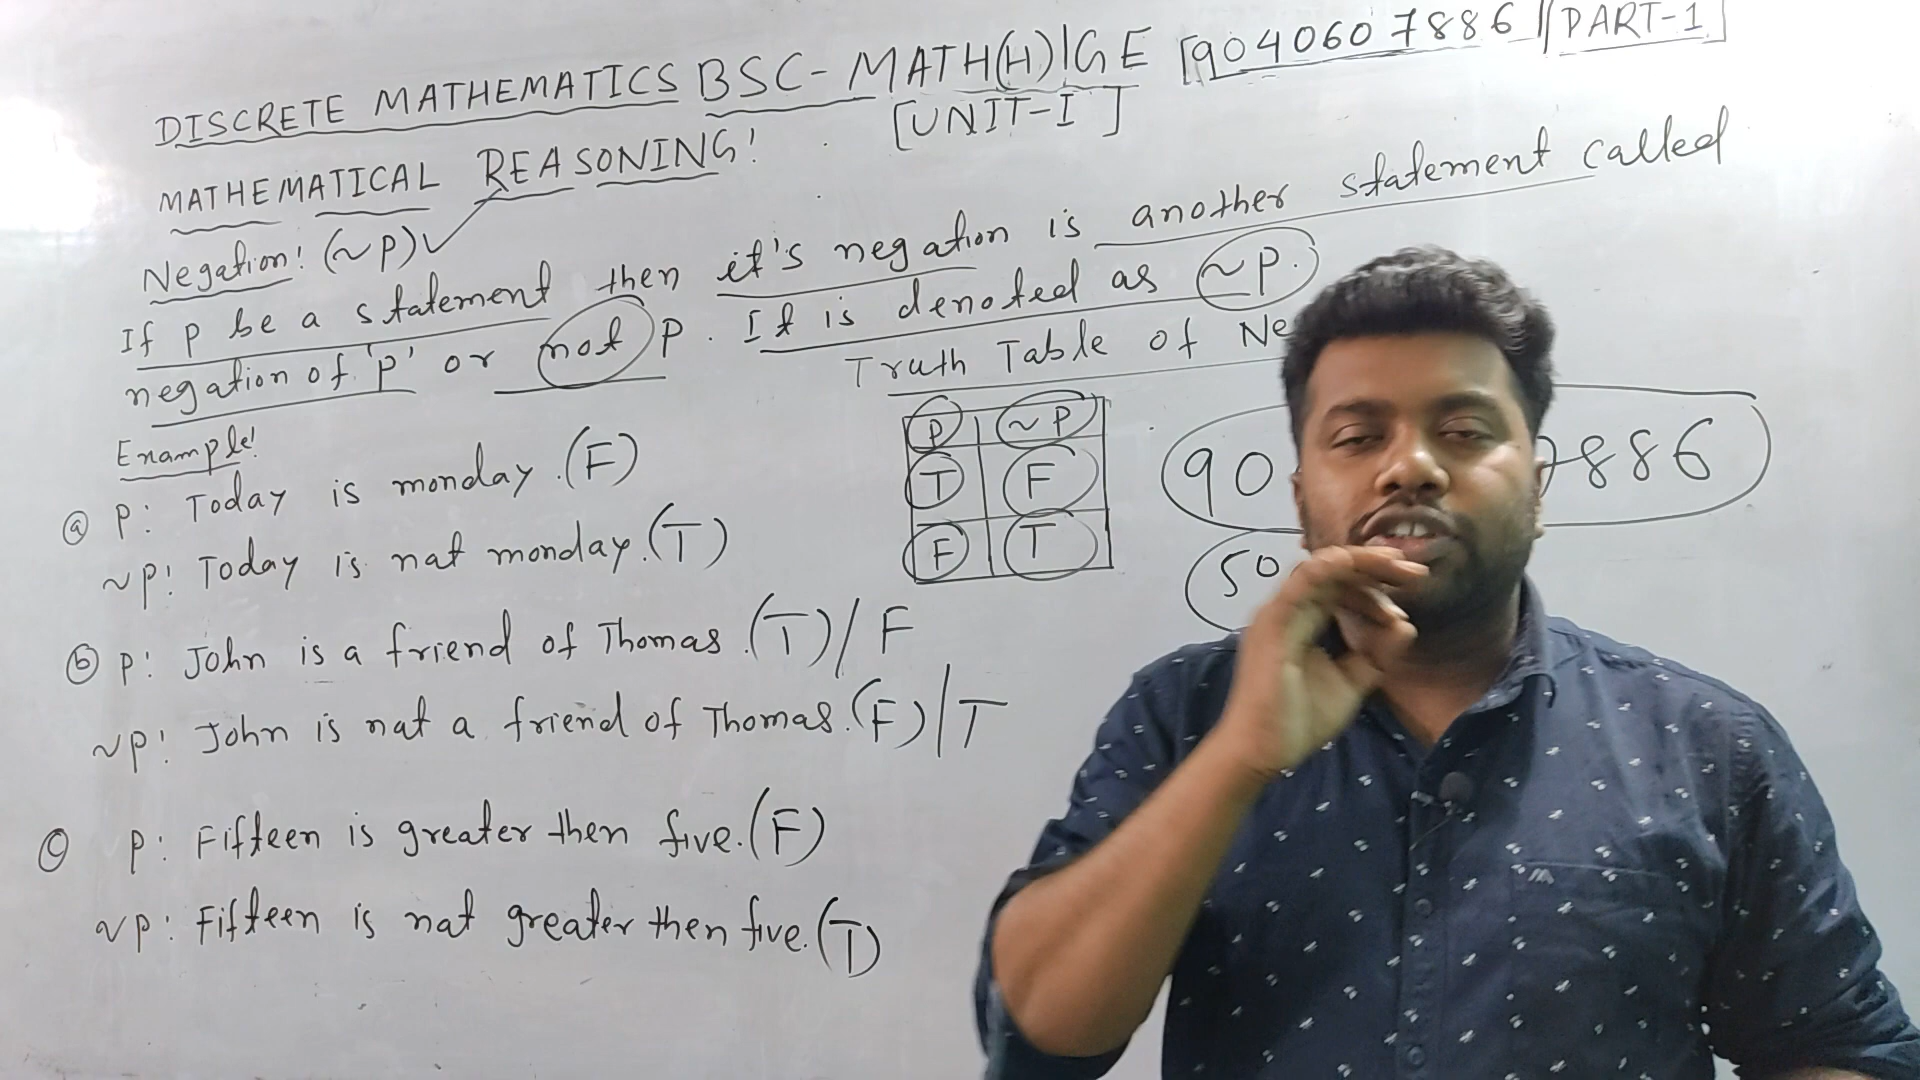 DISCRETE MATHEMATICS BSC-MATH(H)|GE [9040607886 || PART-1]
[UNIT-I]
MATHEMATICAL REASONING!
Negation! (~P)✓
If P be a statement then it's negation is another statement called
negation of 'p' or not P. It is denoted as ~P.
Truth Table of Ne
P | ~P
T | F
F | T
90 7886
50
Example!
ⓐ P: Today is monday.(F)
~P! Today is nat monday.(T)
ⓑ P: John is a friend of Thomas.(T)/F
~P! John is nat a friend of Thomas.(F)|T
ⓒ P: Fifteen is greater then five.(F)
~P: Fifteen is nat greater then five.(T)